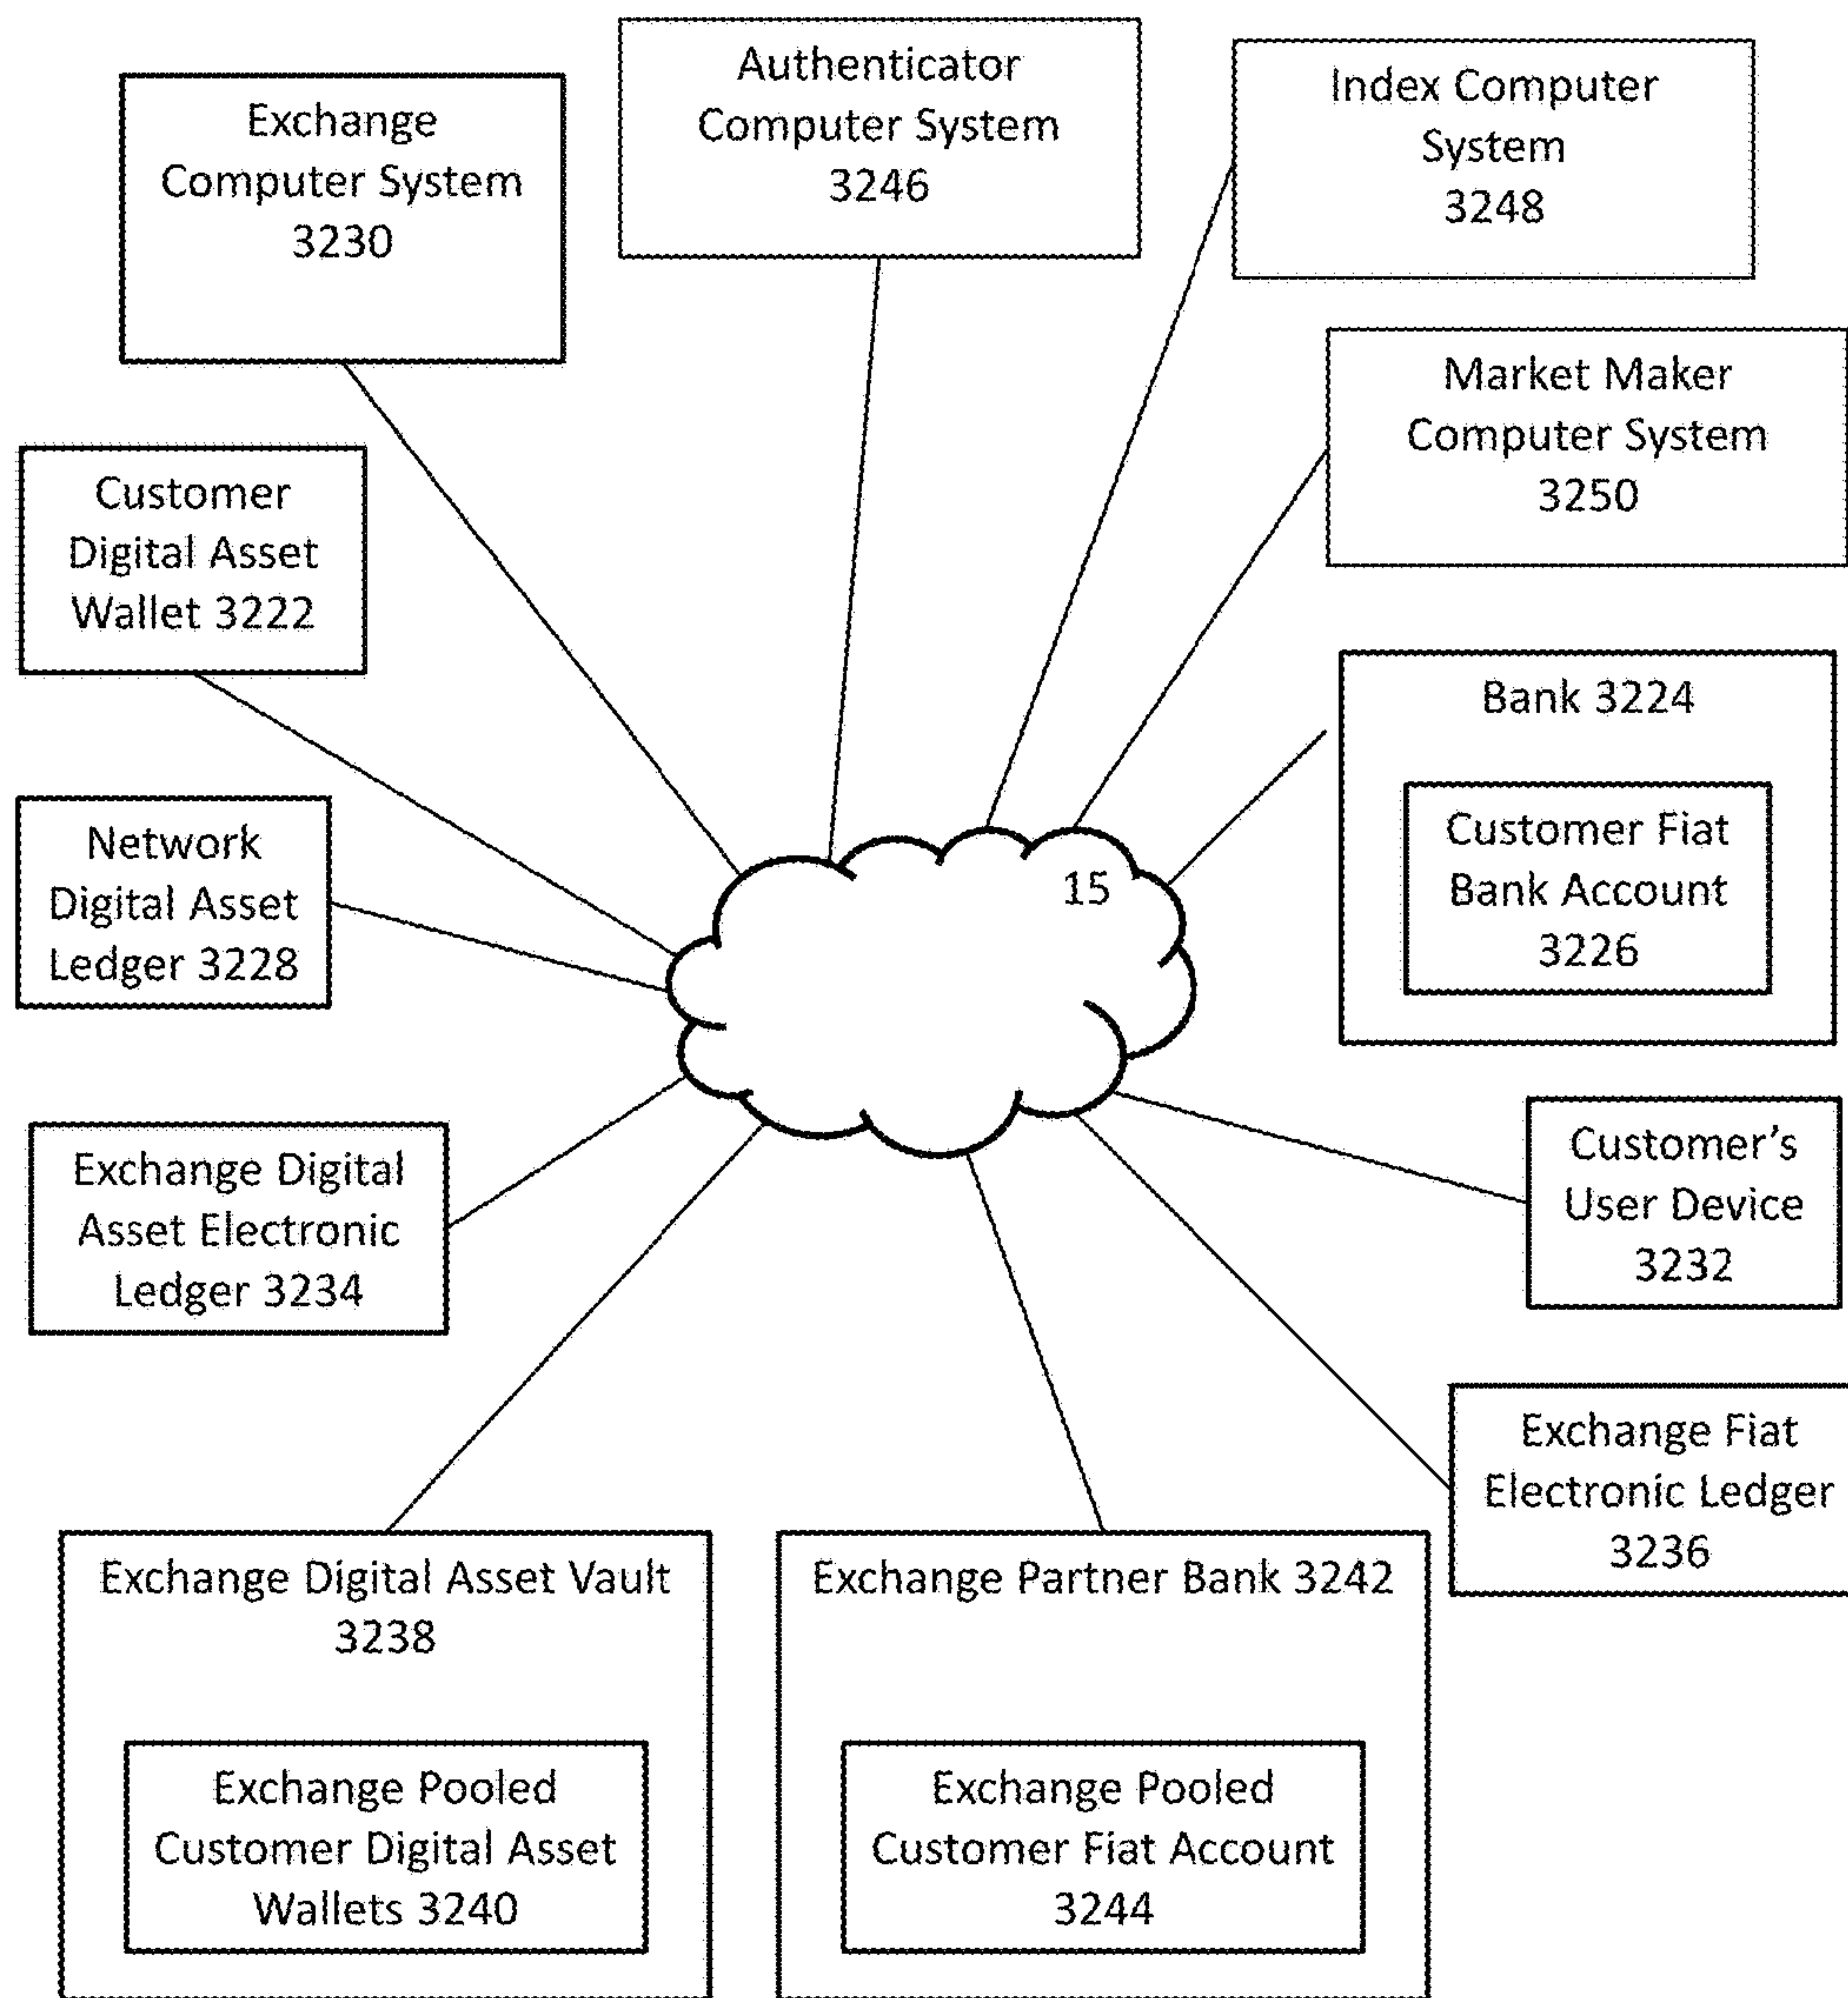 Exchange
Computer System
3230
Authenticator
Computer System
3246
Index Computer
System
3248
Market Maker
Computer System
3250
Customer
Digital Asset
Wallet 3222
Bank 3224
Customer Fiat
Bank Account
3226
Network
Digital Asset
Ledger 3228
15
Exchange Digital
Asset Electronic
Ledger 3234
Customer’s
User Device
3232
Exchange Fiat
Electronic Ledger
3236
Exchange Digital Asset Vault
3238
Exchange Pooled
Customer Digital Asset
Wallets 3240
Exchange Partner Bank 3242
Exchange Pooled
Customer Fiat Account
3244